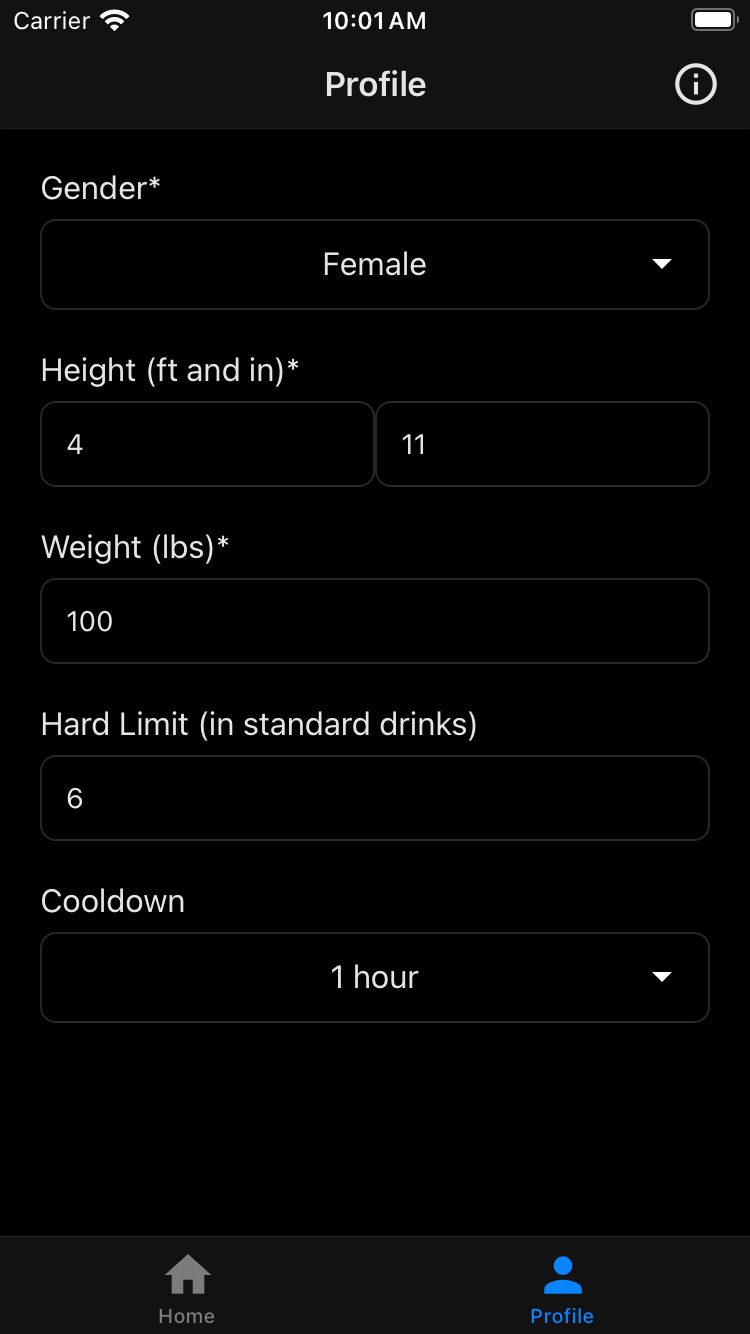 Carrier 10:01 AM
Profile
Gender*
Female
Height (ft and in)*
4 11
Weight (lbs)*
100
Hard Limit (in standard drinks)
6
Cooldown
1 hour
Home Profile